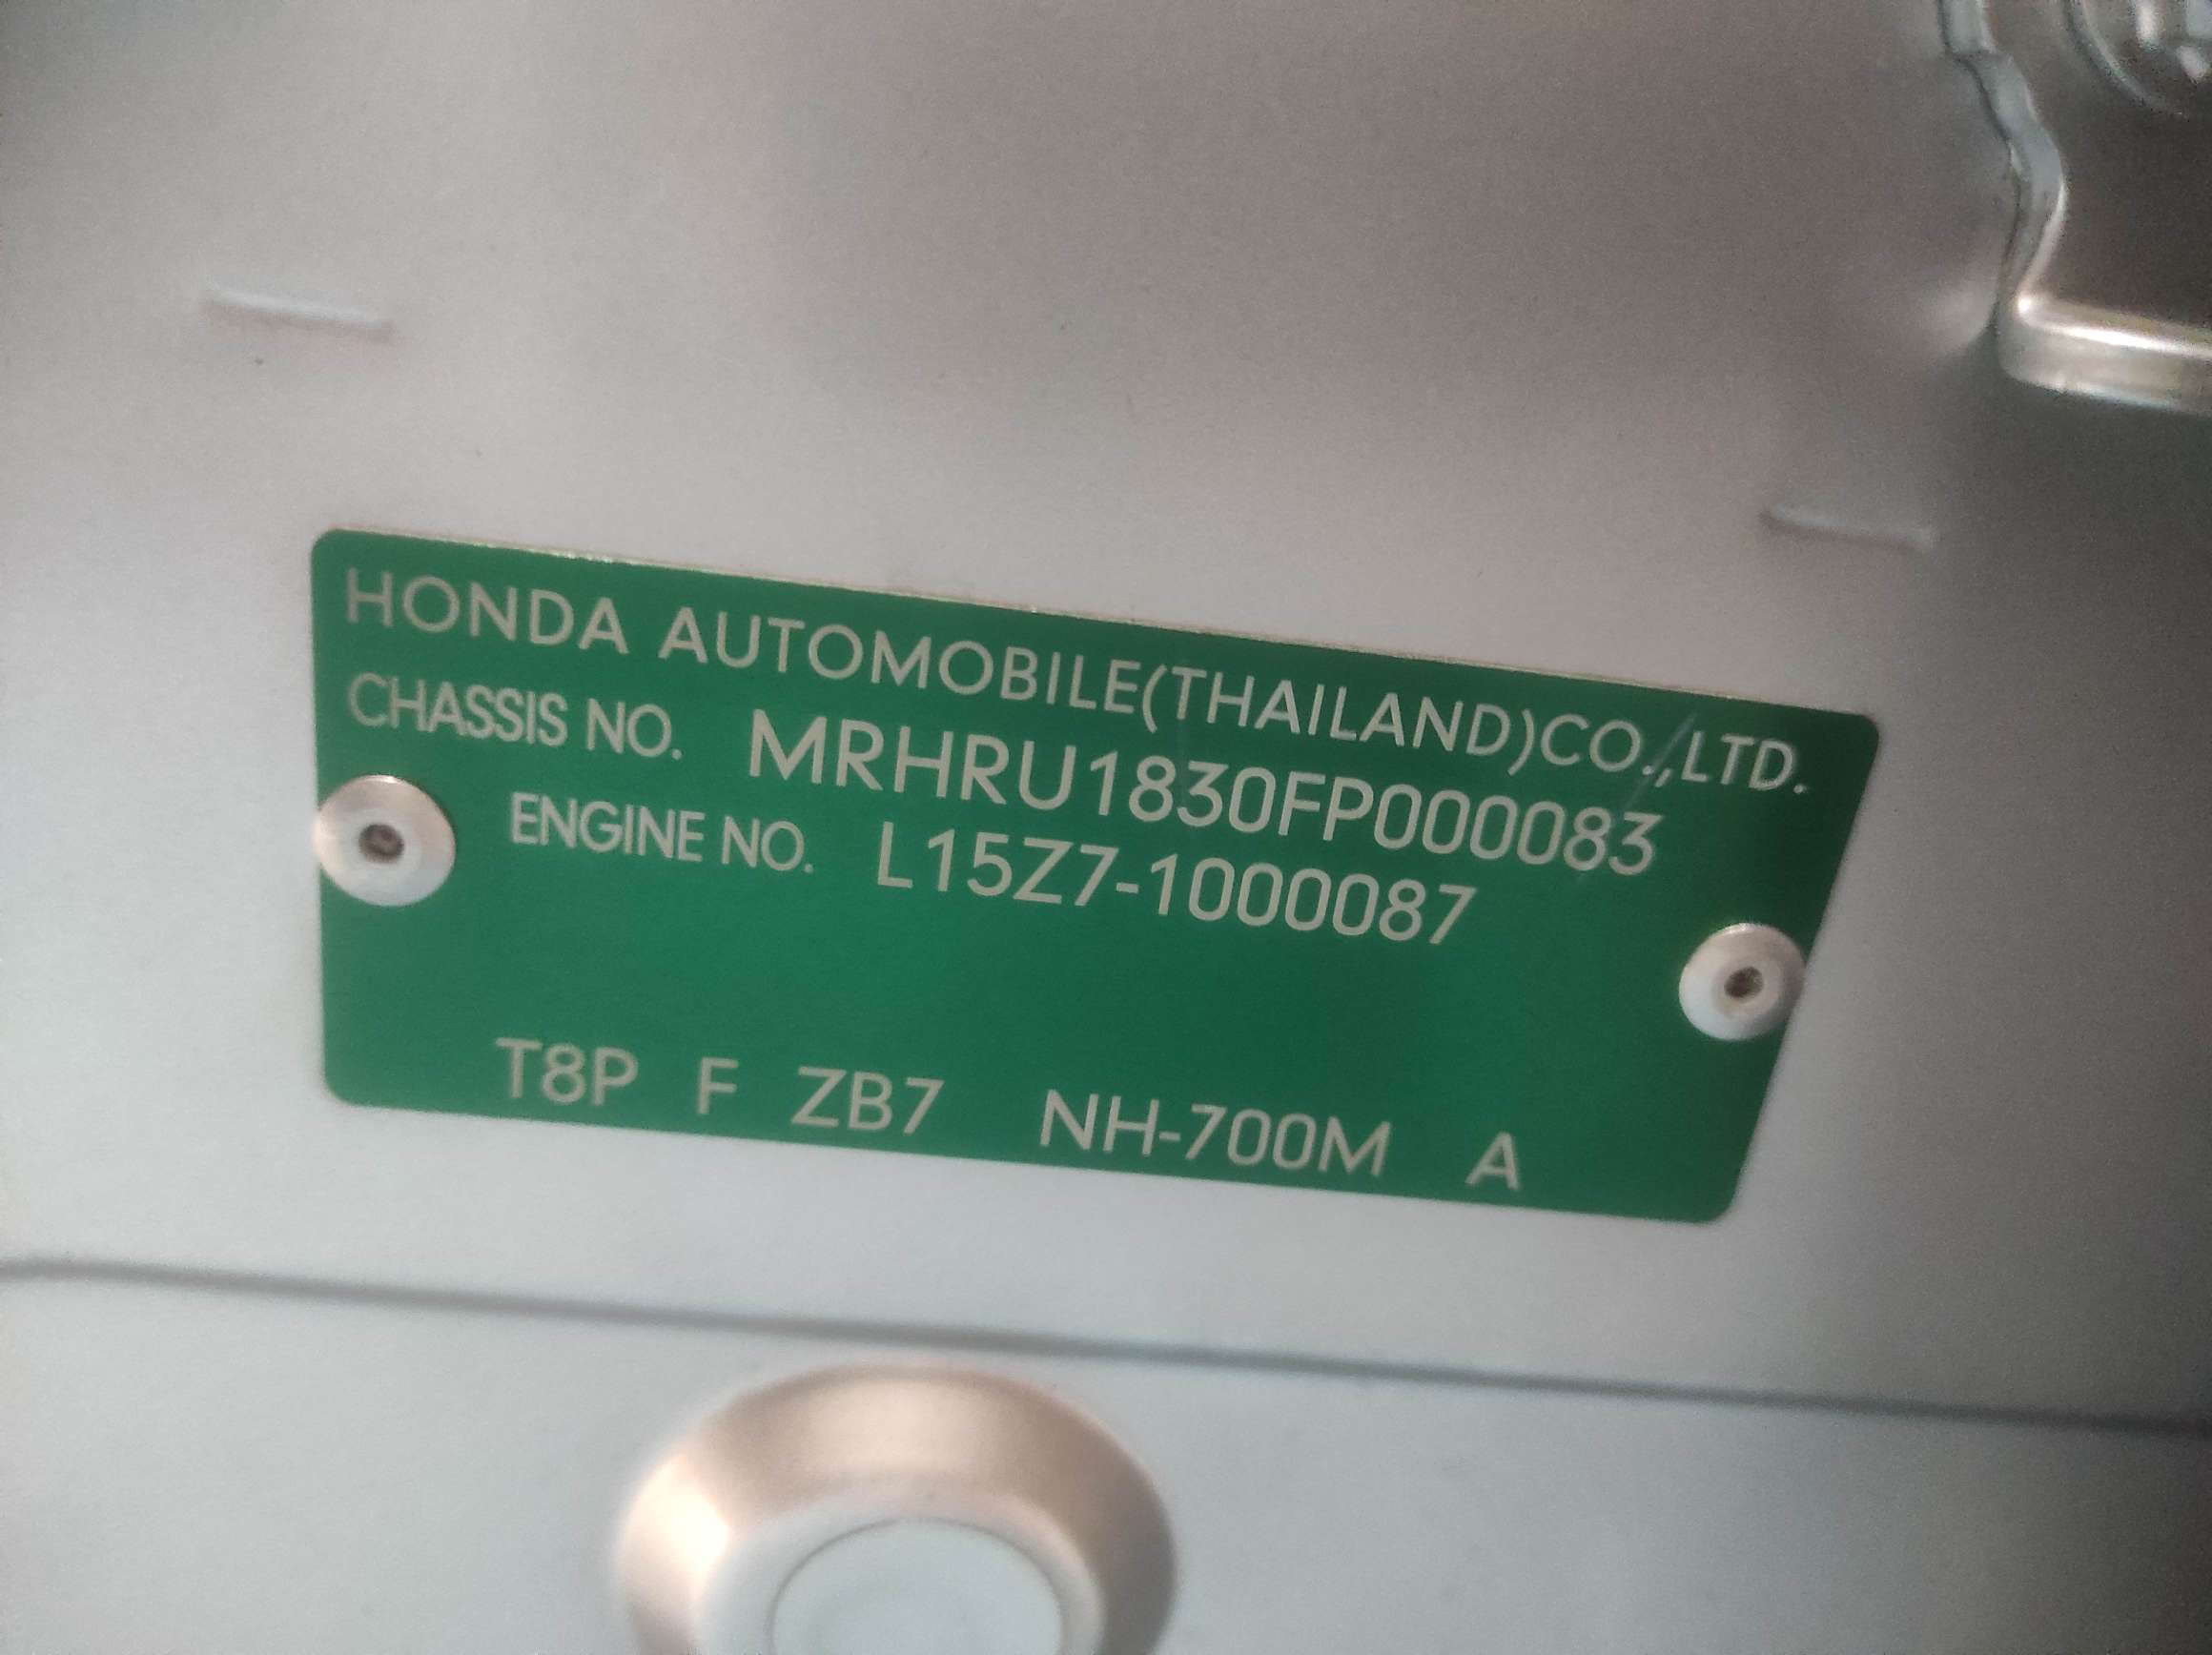 HONDA AUTOMOBILE(THAILAND)CO.,LTD.
CHASSIS NO. MRHRU1830FP000083
ENGINE NO. L15Z7-1000087
T8P F ZB7 NH-700M A